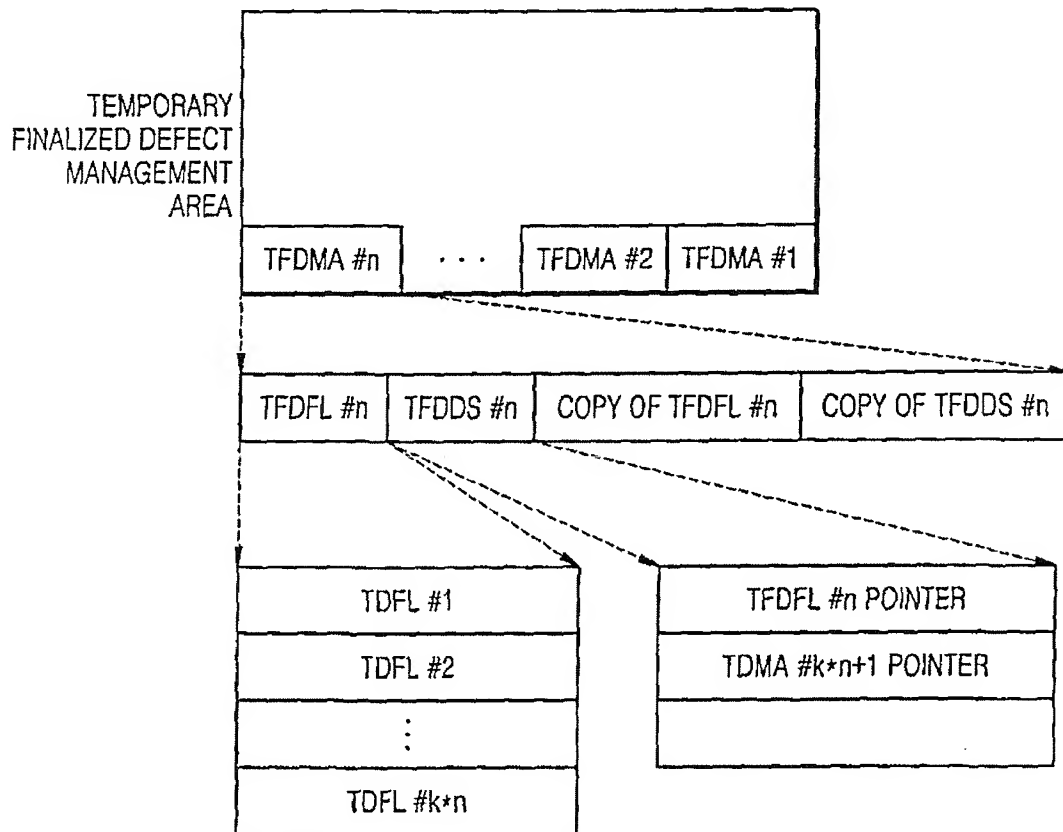 TEMPORARY
FINALIZED DEFECT
MANAGEMENT
AREA
TFDMA #n
. . .
TFDMA #2
TFDMA #1
TFDFL #n
TFDDS #n
COPY OF TFDFL #n
COPY OF TFDDS #n
TDFL #1
TDFL #2
⋮
TDFL #k*n
TFDFL #n POINTER
TDMA #k*n+1 POINTER